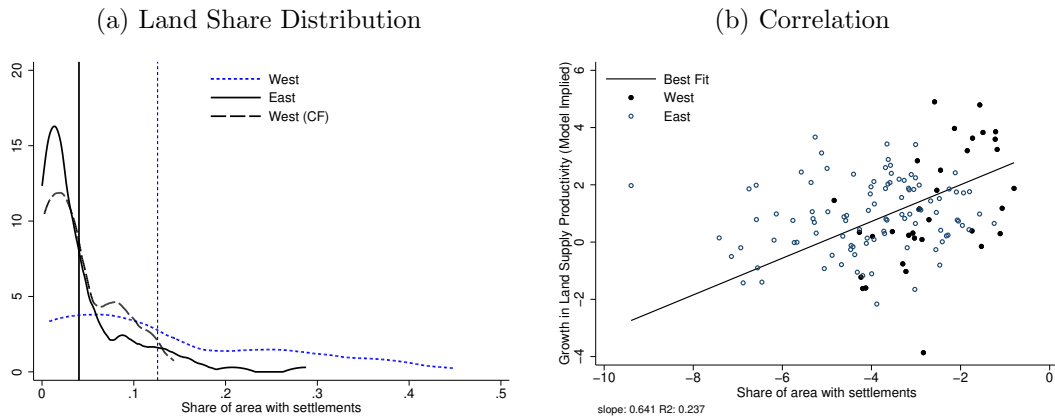 (a) Land Share Distribution
20
15
10
5
0
West
East
West (CF)
0
.1
.2
.3
.4
.5
Share of area with settlements
(b) Correlation
Growth in Land Supply Productivity (Model Implied)
6
4
2
0
−2
−4
Best Fit
West
East
−10
−8
−6
−4
−2
0
Share of area with settlements
slope: 0.641 R2: 0.237